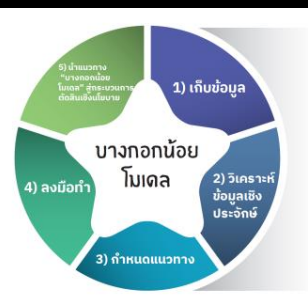 บางกอกน้อย
โมเดล
1) เก็บข้อมูล
2) วิเคราะห์
ข้อมูลเชิง
ประจักษ์
3) กำหนดแนวทาง
4) ลงมือทำ
5) นำแนวทาง
"บางกอกน้อย
โมเดล" สู่กระบวนการ
ตัดสินเชิงนโยบาย